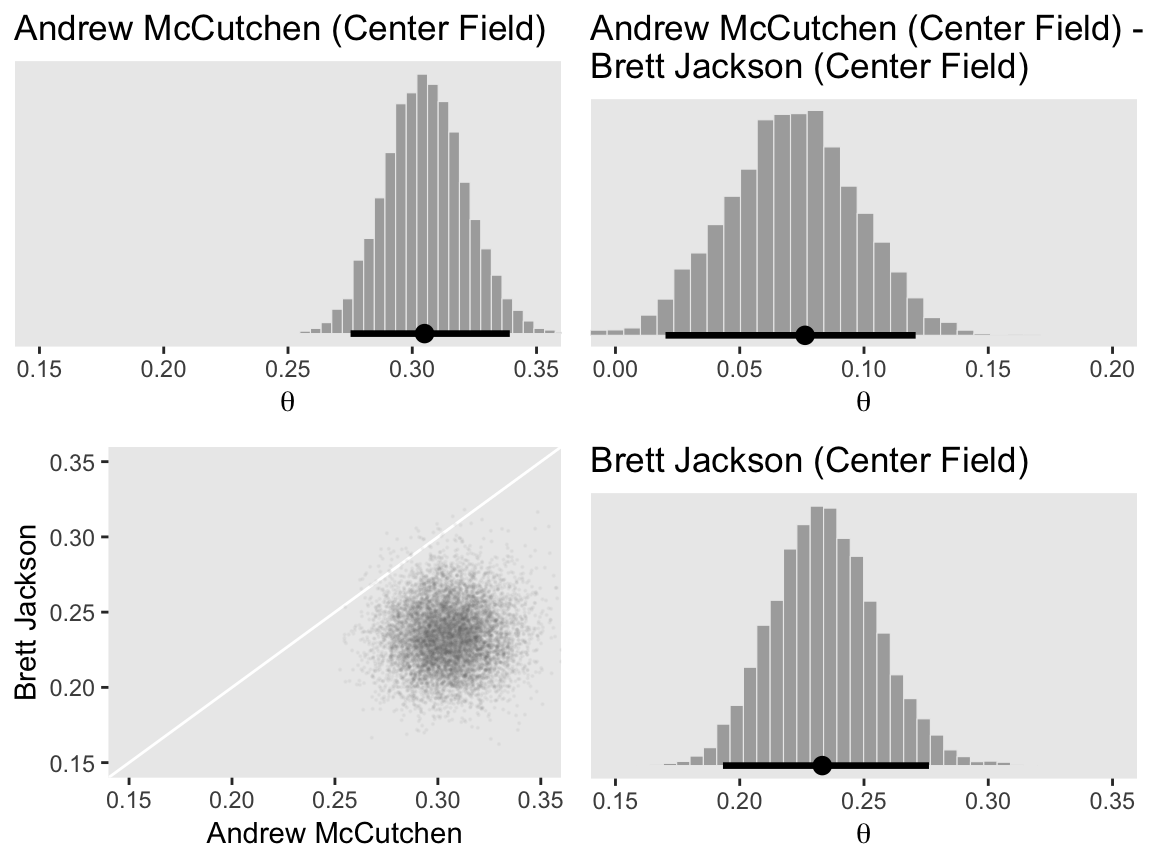 Andrew McCutchen (Center Field)
0.15 0.20 0.25 0.30 0.35
θ
Andrew McCutchen (Center Field) -
Brett Jackson (Center Field)
0.00 0.05 0.10 0.15 0.20
θ
Brett Jackson
0.35
0.30
0.25
0.20
0.15
0.15 0.20 0.25 0.30 0.35
Andrew McCutchen
Brett Jackson (Center Field)
0.15 0.20 0.25 0.30 0.35
θ